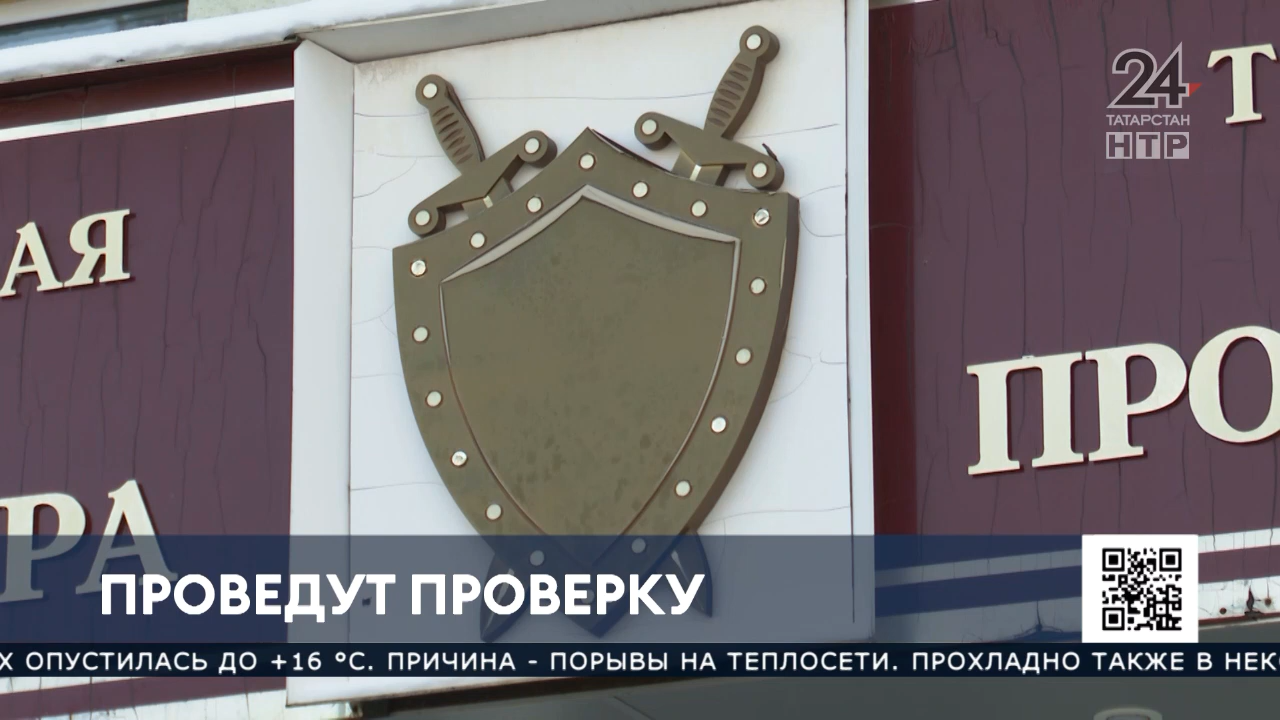 24
ТАТАРСТАН
НТР
Т
АЯ
ПРО
РА
ПРОВЕДУТ ПРОВЕРКУ
Х ОПУСТИЛАСЬ ДО +16 °С. ПРИЧИНА - ПОРЫВЫ НА ТЕПЛОСЕТИ. ПРОХЛАДНО ТАКЖЕ В НЕК